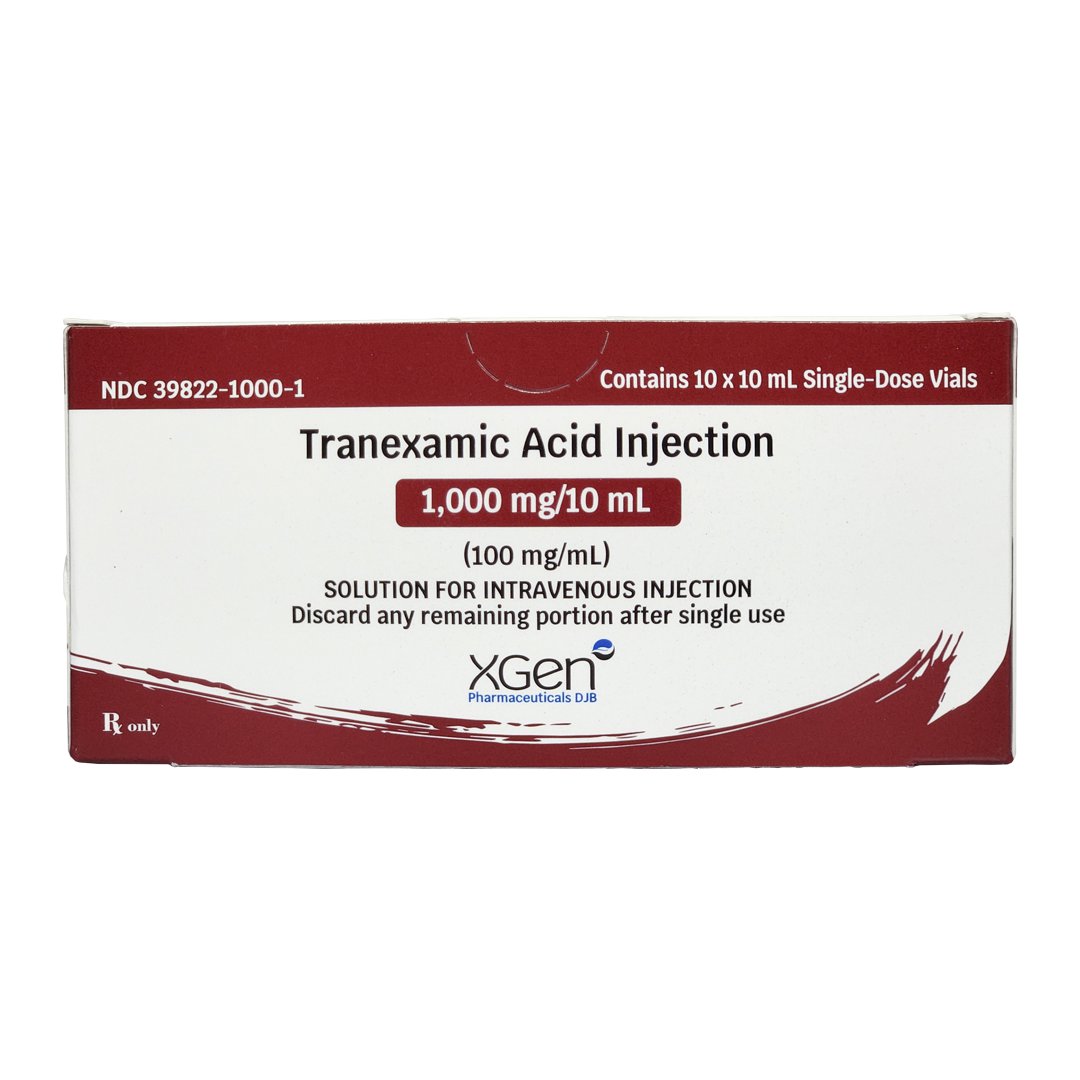 NDC 39822-1000-1
Contains 10 x 10 mL Single-Dose Vials
Tranexamic Acid Injection
1,000 mg/10 mL
(100 mg/mL)
SOLUTION FOR INTRAVENOUS INJECTION
Discard any remaining portion after single use
XGen
Pharmaceuticals DJB
Rx only